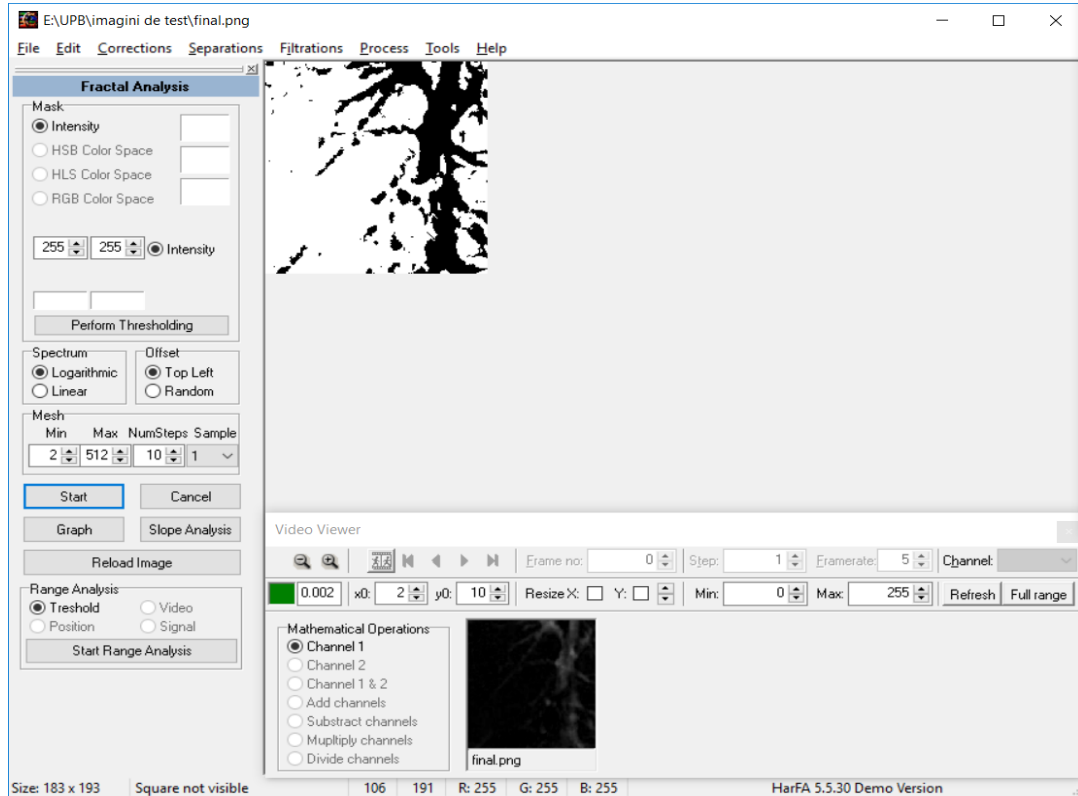 E:\UPB\imagini de test\final.png
File Edit Corrections Separations Filtrations Process Tools Help
Fractal Analysis
Mask
Intensity
HSB Color Space
HLS Color Space
RGB Color Space
255 255 Intensity
Perform Thresholding
Spectrum Offset
Logarithmic Top Left
Linear Random
Mesh
Min Max NumSteps Sample
2 512 10 1
Start Cancel
Graph Slope Analysis
Reload Image
Range Analysis
Treshold Video
Position Signal
Start Range Analysis
Video Viewer
Frame no: 0 Step: 1 Framerate: 5 Channel:
0.002 x0: 2 y0: 10 Resize X: Y: Min: 0 Max: 255 Refresh Full range
Mathematical Operations
Channel 1
Channel 2
Channel 1 & 2
Add channels
Substract channels
Mupltiply channels
Divide channels
final.png
Size: 183 x 193 Square not visible 106 191 R: 255 G: 255 B: 255 HarFA 5.5.30 Demo Version